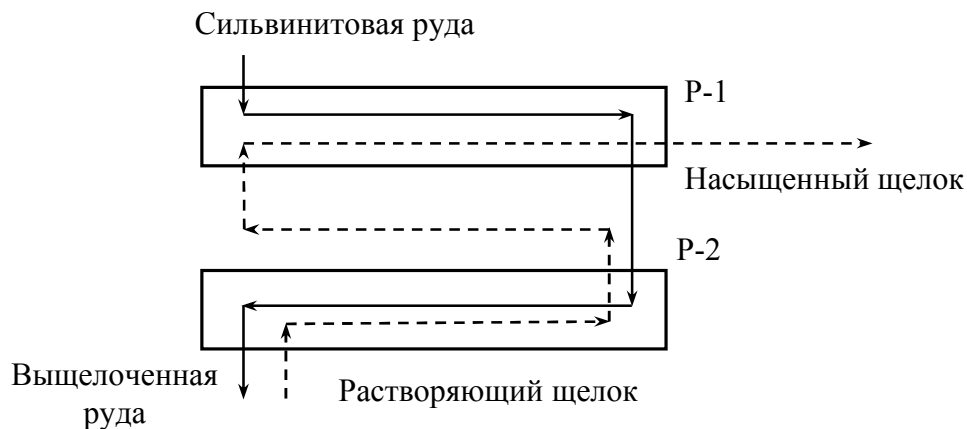 Сильвинитовая руда
Р-1
Насыщенный щелок
Р-2
Выщелоченная
руда
Растворяющий щелок